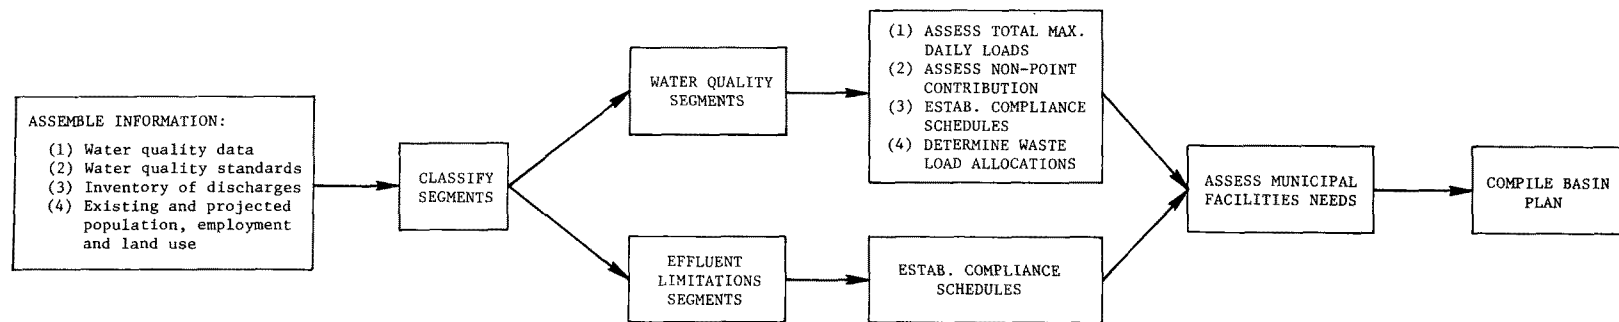 ASSEMBLE INFORMATION:
(1) Water quality data
(2) Water quality standards
(3) Inventory of discharges
(4) Existing and projected
population, employment
and land use
CLASSIFY
SEGMENTS
WATER QUALITY
SEGMENTS
(1) ASSESS TOTAL MAX.
DAILY LOADS
(2) ASSESS NON-POINT
CONTRIBUTION
(3) ESTAB. COMPLIANCE
SCHEDULES
(4) DETERMINE WASTE
LOAD ALLOCATIONS
EFFLUENT
LIMITATIONS
SEGMENTS
ESTAB. COMPLIANCE
SCHEDULES
ASSESS MUNICIPAL
FACILITIES NEEDS
COMPILE BASIN
PLAN